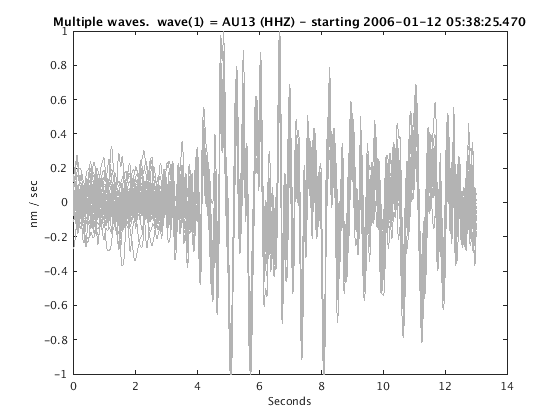 Multiple waves.  wave(1) = AU13 (HHZ) - starting 2006-01-12 05:38:25.470
1
0.8
0.6
0.4
0.2
0
-0.2
-0.4
-0.6
-0.8
-1
nm / sec
0 2 4 6 8 10 12 14
Seconds